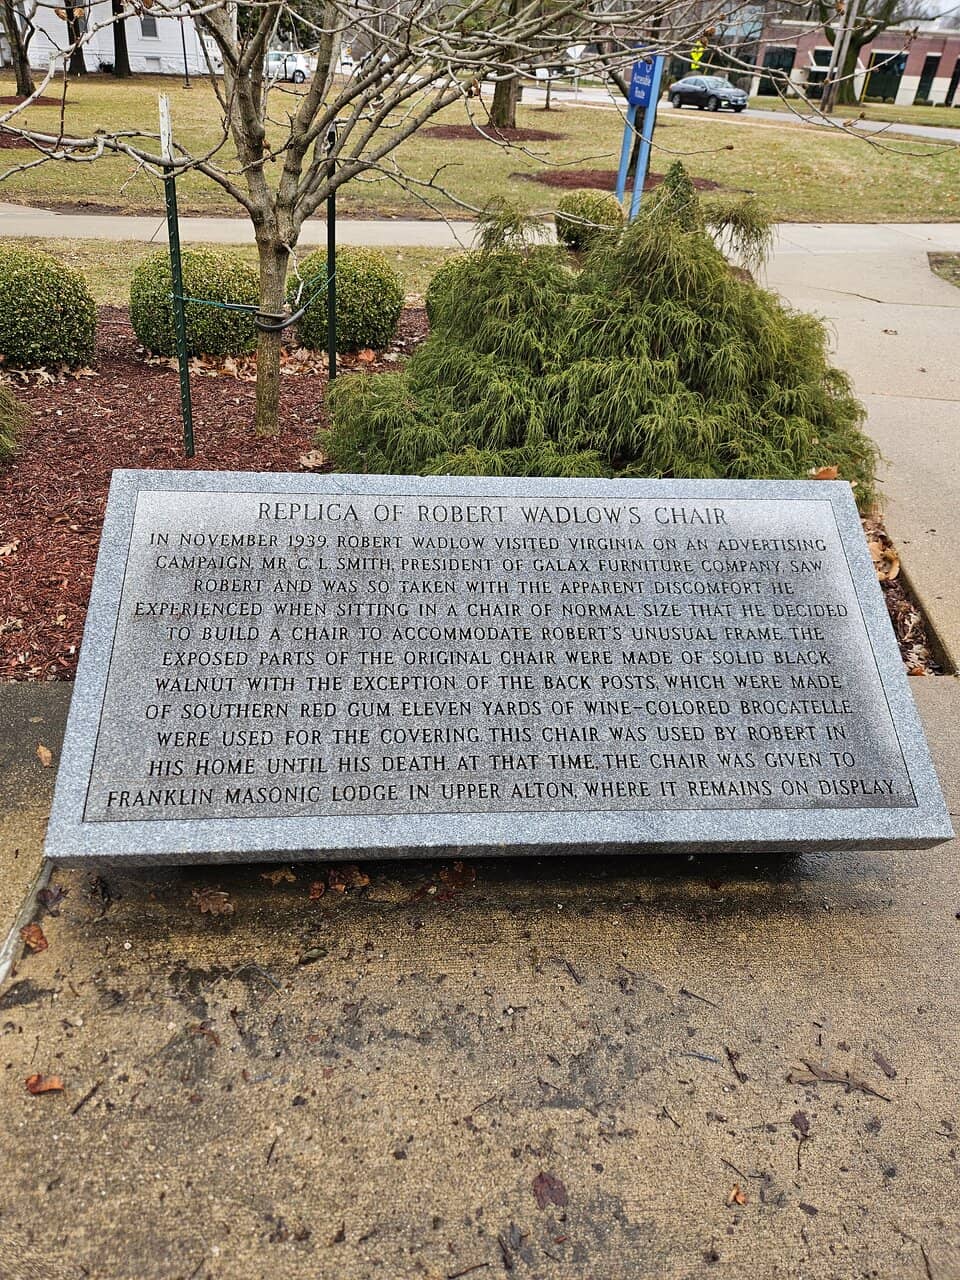 Accessible
Route
REPLICA OF ROBERT WADLOW'S CHAIR
IN NOVEMBER 1939 ROBERT WADLOW VISITED VIRGINIA ON AN ADVERTISING
CAMPAIGN. MR. C. L. SMITH, PRESIDENT OF GALAX FURNITURE COMPANY, SAW
ROBERT AND WAS SO TAKEN WITH THE APPARENT DISCOMFORT HE
EXPERIENCED WHEN SITTING IN A CHAIR OF NORMAL SIZE THAT HE DECIDED
TO BUILD A CHAIR TO ACCOMMODATE ROBERT'S UNUSUAL FRAME. THE
EXPOSED PARTS OF THE ORIGINAL CHAIR WERE MADE OF SOLID BLACK
WALNUT WITH THE EXCEPTION OF THE BACK POSTS, WHICH WERE MADE
OF SOUTHERN RED GUM. ELEVEN YARDS OF WINE-COLORED BROCATELLE
WERE USED FOR THE COVERING. THIS CHAIR WAS USED BY ROBERT IN
HIS HOME UNTIL HIS DEATH. AT THAT TIME, THE CHAIR WAS GIVEN TO
FRANKLIN MASONIC LODGE IN UPPER ALTON, WHERE IT REMAINS ON DISPLAY.